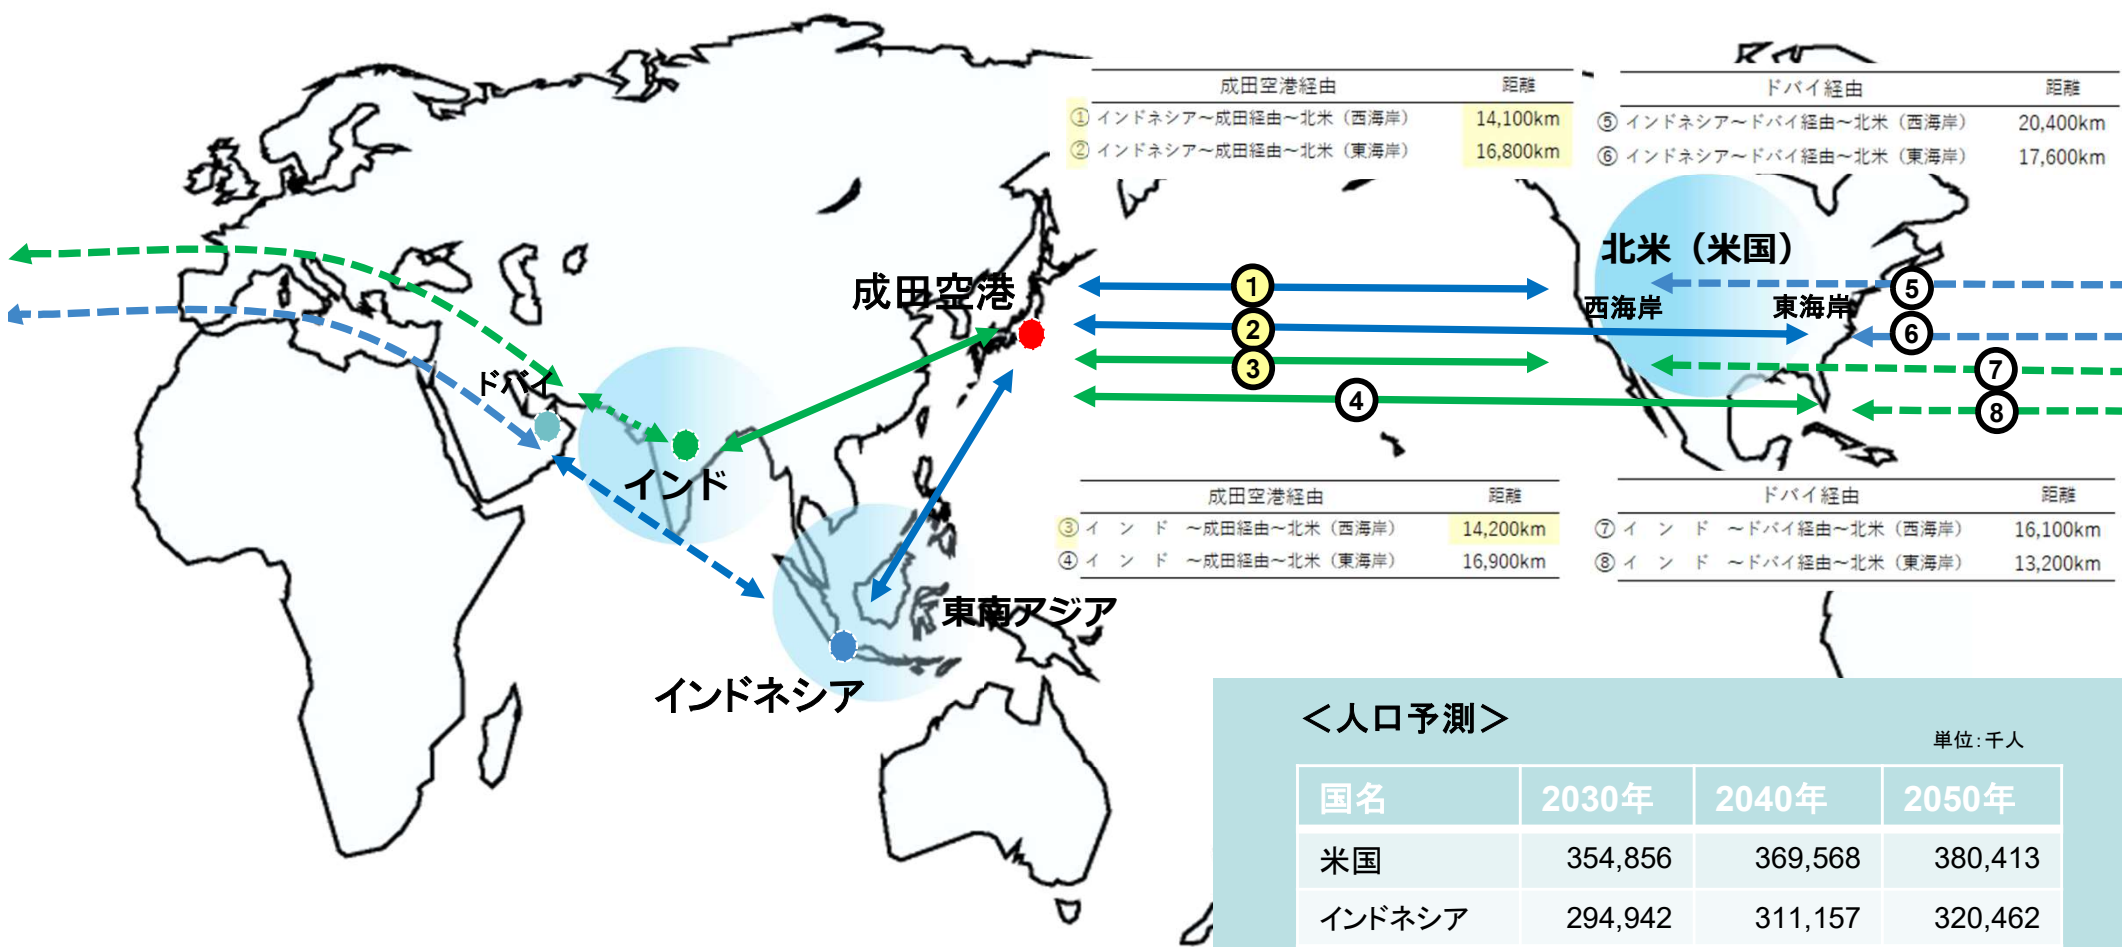 成田空港経由 距離
① インドネシア～成田経由～北米（西海岸） 14,100km
② インドネシア～成田経由～北米（東海岸） 16,800km
ドバイ経由 距離
⑤ インドネシア～ドバイ経由～北米（西海岸） 20,400km
⑥ インドネシア～ドバイ経由～北米（東海岸） 17,600km
北米（米国）
成田空港
1
5
西海岸
東海岸
2
6
3
7
ドバイ
4
8
インド
成田空港経由 距離
③ インド ～成田経由～北米（西海岸） 14,200km
④ インド ～成田経由～北米（東海岸） 16,900km
ドバイ経由 距離
⑦ インド ～ドバイ経由～北米（西海岸） 16,100km
⑧ インド ～ドバイ経由～北米（東海岸） 13,200km
東南アジア
インドネシア
＜人口予測＞
単位：千人
国名 2030年 2040年 2050年
米国 354,856 369,568 380,413
インドネシア 294,942 311,157 320,462